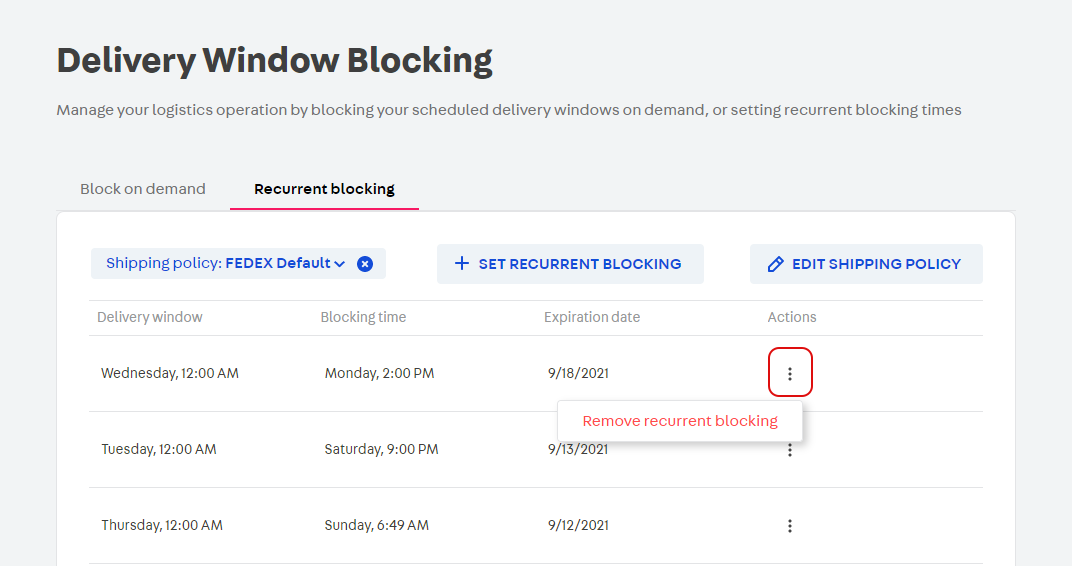 Delivery Window Blocking
Manage your logistics operation by blocking your scheduled delivery windows on demand, or setting recurrent blocking times
Block on demand
Recurrent blocking
Shipping policy: FEDEX Default
SET RECURRENT BLOCKING
EDIT SHIPPING POLICY
Delivery window
Blocking time
Expiration date
Actions
Wednesday, 12:00 AM
Monday, 2:00 PM
9/18/2021
Remove recurrent blocking
Tuesday, 12:00 AM
Saturday, 9:00 PM
9/13/2021
Thursday, 12:00 AM
Sunday, 6:49 AM
9/12/2021